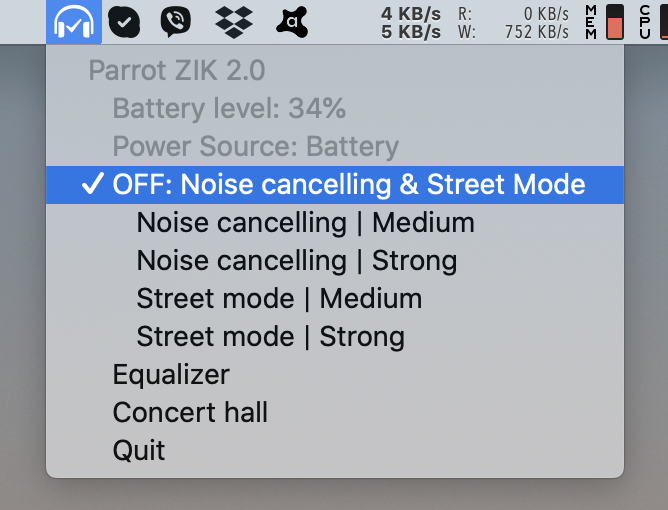 4 KB/s R: 0 KB/s
5 KB/s W: 752 KB/s
MEM
CPU
Parrot ZIK 2.0
Battery level: 34%
Power Source: Battery
OFF: Noise cancelling & Street Mode
Noise cancelling | Medium
Noise cancelling | Strong
Street mode | Medium
Street mode | Strong
Equalizer
Concert hall
Quit